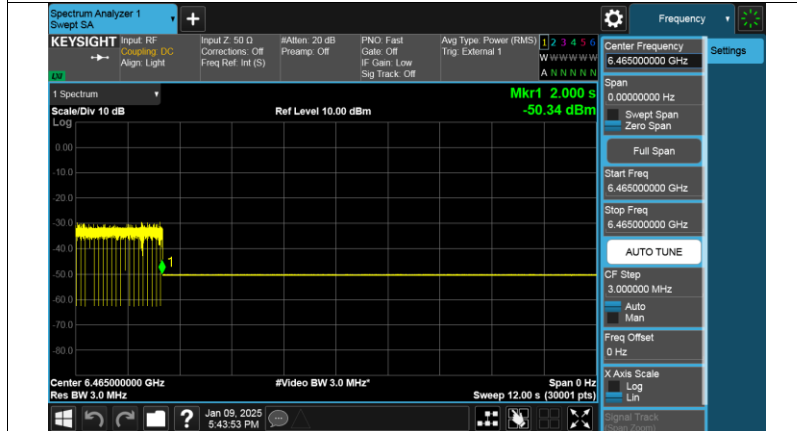 Spectrum Analyzer 1
Swept SA
+
Frequency
KEYSIGHT
Input: RF
Coupling: DC
Align: Light
Input Z: 50 Ω
Corrections: Off
Freq Ref: Int (S)
#Atten: 20 dB
Preamp: Off
PNO: Fast
Gate: Off
IF Gain: Low
Sig Track: Off
Avg Type: Power (RMS)
Trig: External 1
1 2 3 4 5 6
W W W W W W
A N N N N N
LXI
Center Frequency
6.465000000 GHz
Settings
Span
0.00000000 Hz
Swept Span
Zero Span
Full Span
Start Freq
6.465000000 GHz
Stop Freq
6.465000000 GHz
AUTO TUNE
CF Step
3.000000 MHz
Auto
Man
Freq Offset
0 Hz
X Axis Scale
Log
Lin
Signal Track
(Span Zoom)
1 Spectrum
Scale/Div 10 dB
Ref Level 10.00 dBm
Mkr1 2.000 s
-50.34 dBm
Log
0.00
-10.0
-20.0
-30.0
-40.0
-50.0
-60.0
-70.0
-80.0
1
Center 6.465000000 GHz
#Video BW 3.0 MHz*
Span 0 Hz
Res BW 3.0 MHz
Sweep 12.00 s (30001 pts)
?
Jan 09, 2025
5:43:53 PM